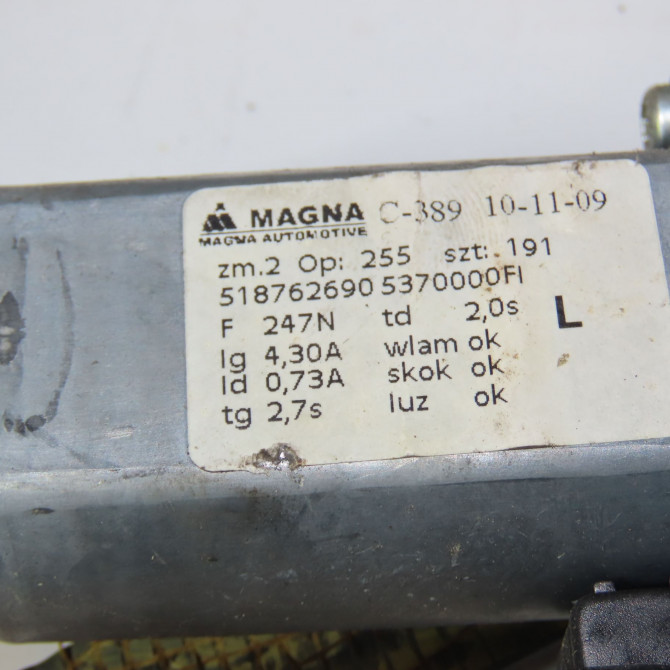 MAGNA C-389 10-11-09
MAGNA AUTOMOTIVE
zm.2 Op: 255 szt: 191
518762690 5370000FI
F 247N td 2,0s L
Ig 4,30A wlam ok
Id 0,73A skok ok
tg 2,7s luz ok